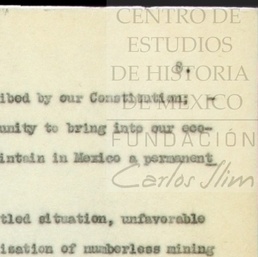 CENTRO DE
ESTUDIOS
DE HISTORIA
DE MÉXICO
FUNDACIÓN
Carlos Slim
8.
ibed by our Constitution; -
unity to bring into our eco-
intain in Mexico a permanent
tled situation, unfavorable
isation of numberless mining